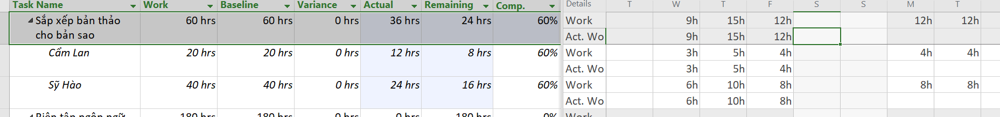 Task Name Work Baseline Variance Actual Remaining Comp. Details T W T F S S M T
Sắp xếp bản thảo 60 hrs 60 hrs 0 hrs 36 hrs 24 hrs 60% Work 9h 15h 12h 12h 12h
cho bản sao Act. Wo 9h 15h 12h
Cẩm Lan 20 hrs 20 hrs 0 hrs 12 hrs 8 hrs 60% Work 3h 5h 4h 4h 4h
Act. Wo 3h 5h 4h
Sỹ Hào 40 hrs 40 hrs 0 hrs 24 hrs 16 hrs 60% Work 6h 10h 8h 8h 8h
Act. Wo 6h 10h 8h
Biên tập ngôn ngữ 180 hrs 180 hrs 0 hrs 0 hrs 180 hrs 0% Work